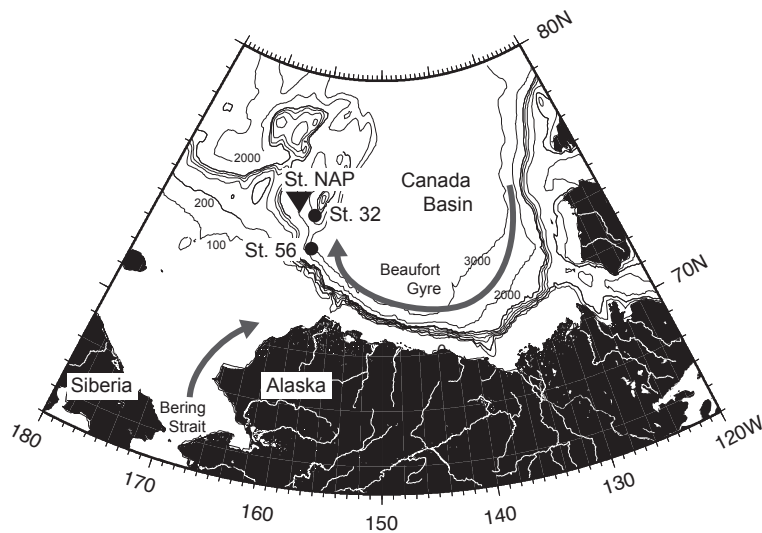 80N
2000
St. NAP
Canada
Basin
200
St. 32
100
St. 56
3000
Beaufort
Gyre
2000
70N
Siberia
Alaska
Bering
Strait
180
170
160
150
140
130
120W